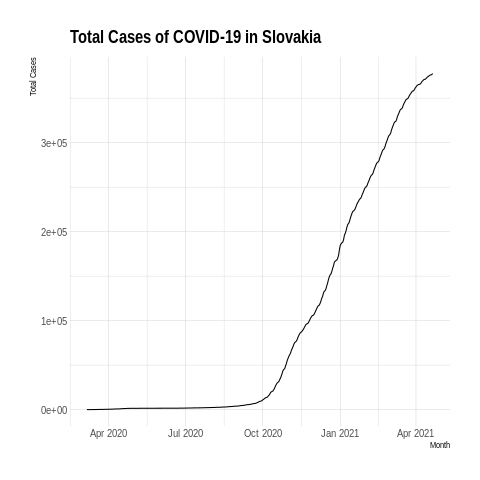 Total Cases of COVID-19 in Slovakia
Total Cases
3e+05
2e+05
1e+05
0e+00
Apr 2020 Jul 2020 Oct 2020 Jan 2021 Apr 2021
Month